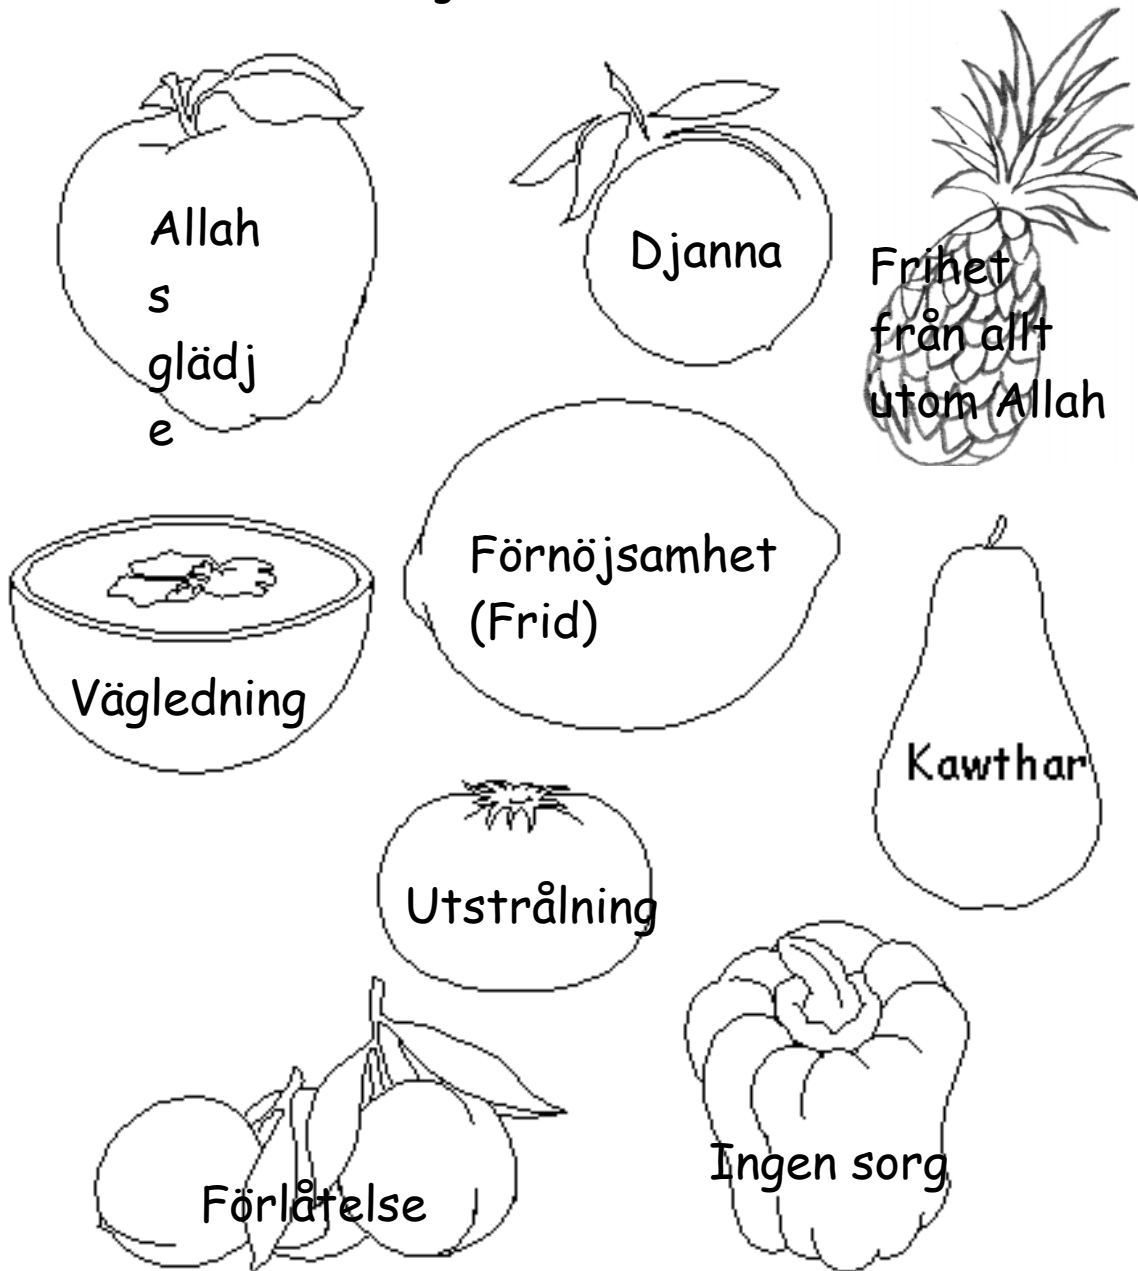 Allah
s
glädj
e
Djanna
Frihet
från allt
utom Allah
Förnöjsamhet
(Frid)
Vägledning
Kawthar
Utstrålning
Ingen sorg
Förlåtelse